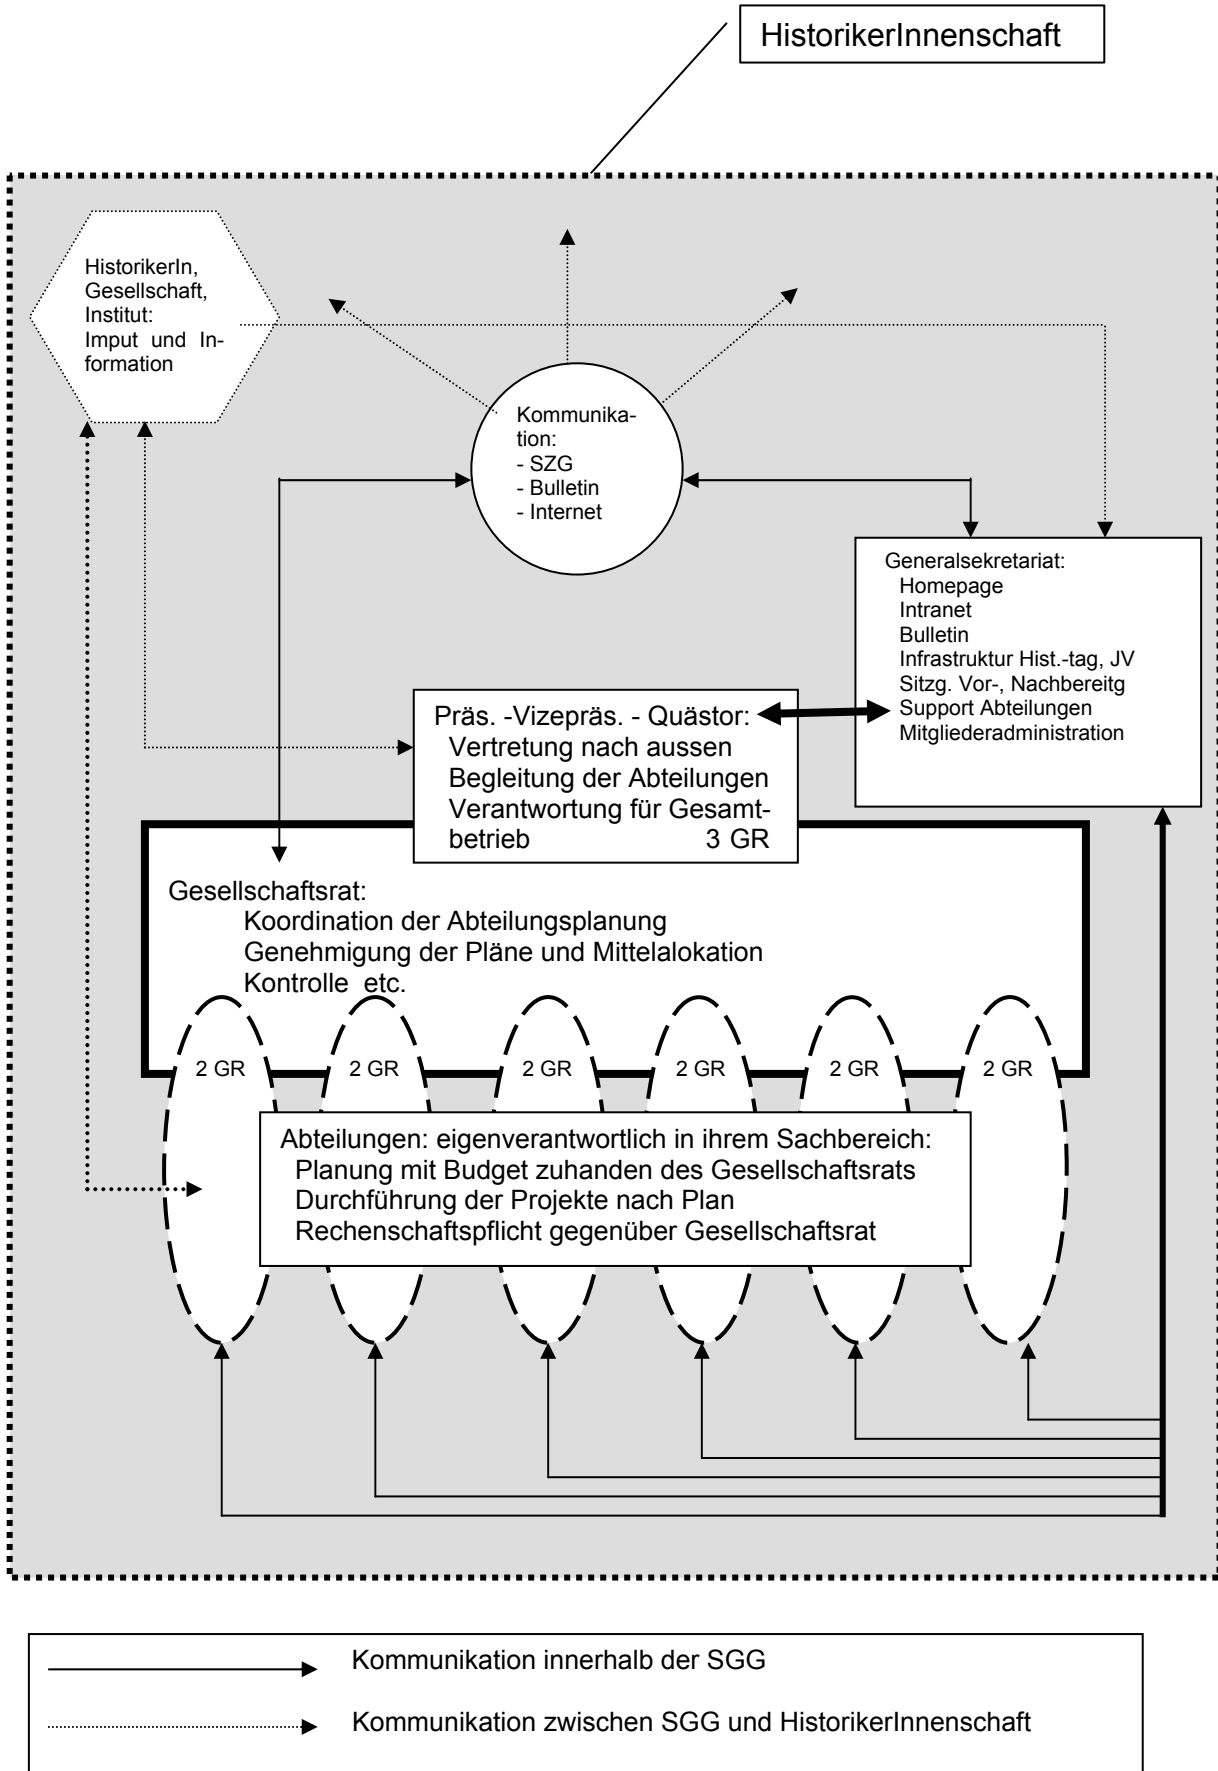 HistorikerInnenschaft
HistorikerIn,
Gesellschaft,
Institut:
Imput und In-
formation
Kommunika-
tion:
- SZG
- Bulletin
- Internet
Generalsekretariat:
Homepage
Intranet
Bulletin
Infrastruktur Hist.-tag, JV
Sitzg. Vor-, Nachbereitg
Support Abteilungen
Mitgliederadministration
Präs. -Vizepräs. - Quästor:
Vertretung nach aussen
Begleitung der Abteilungen
Verantwortung für Gesamt-
betrieb 3 GR
Gesellschaftsrat:
Koordination der Abteilungsplanung
Genehmigung der Pläne und Mittelalokation
Kontrolle etc.
2 GR 2 GR 2 GR 2 GR 2 GR 2 GR
Abteilungen: eigenverantwortlich in ihrem Sachbereich:
Planung mit Budget zuhanden des Gesellschaftsrats
Durchführung der Projekte nach Plan
Rechenschaftspflicht gegenüber Gesellschaftsrat
Kommunikation innerhalb der SGG
Kommunikation zwischen SGG und HistorikerInnenschaft